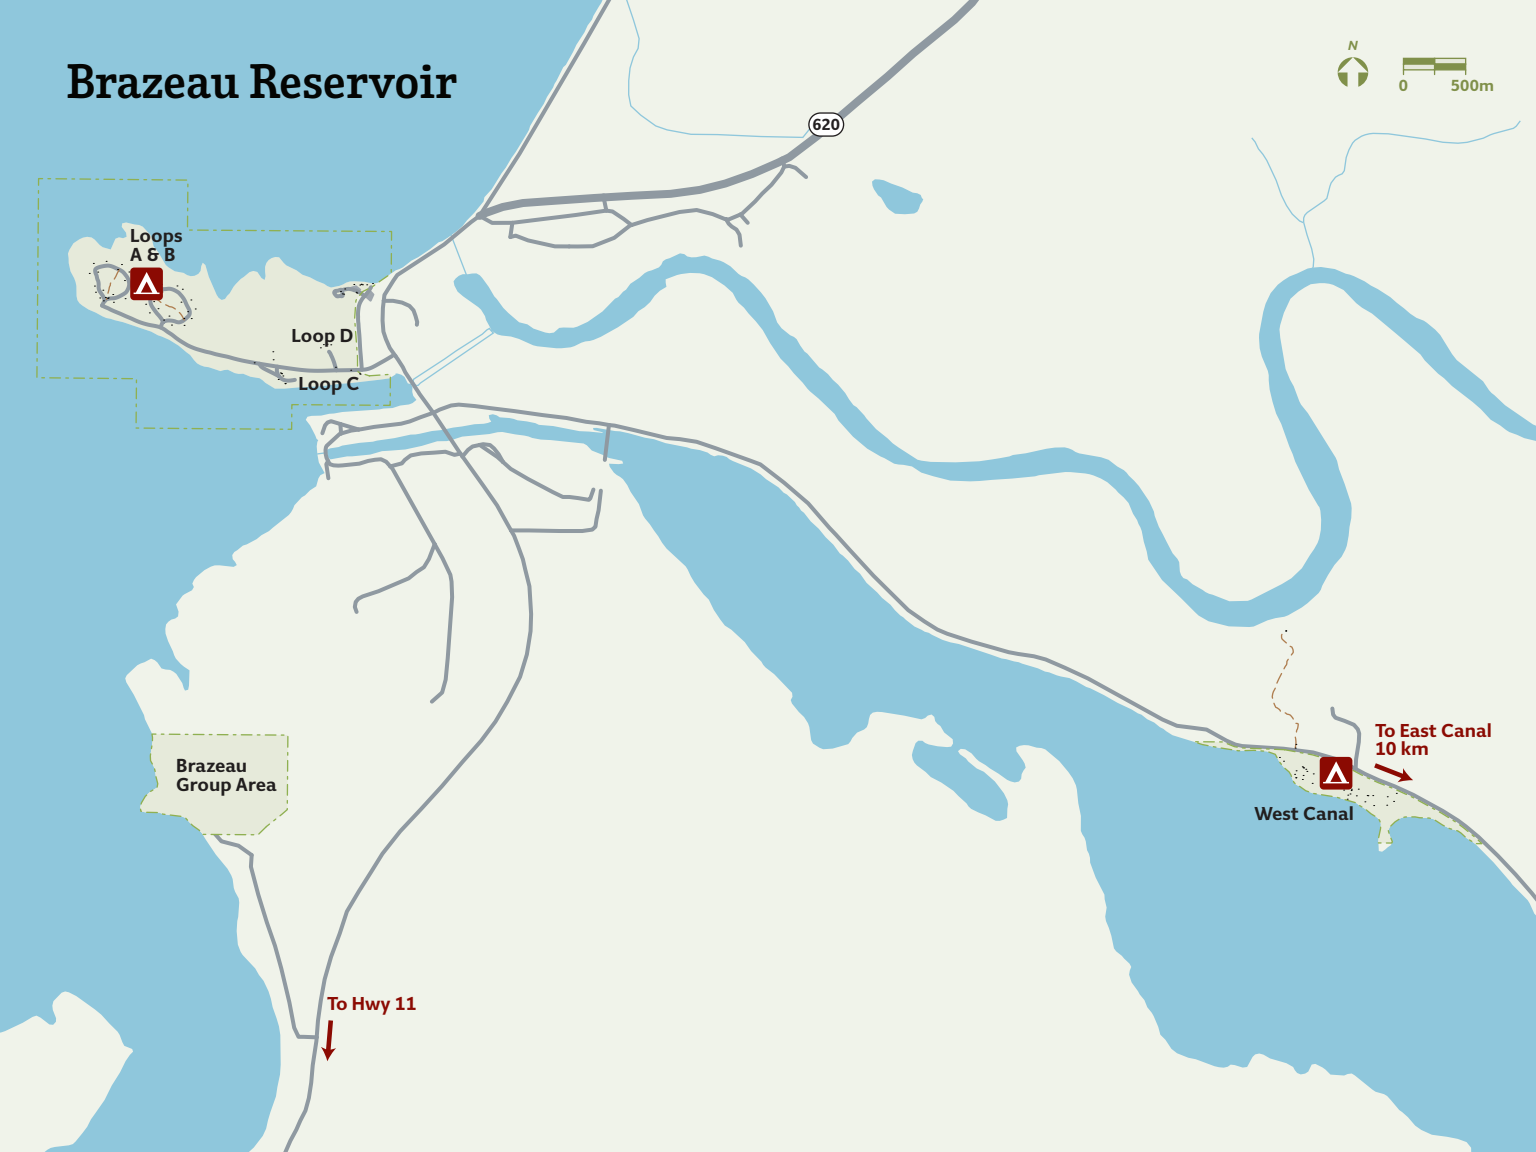 Brazeau Reservoir
N
0 500m
620
Loops
A & B
Loop D
Loop C
To East Canal
10 km
West Canal
Brazeau
Group Area
To Hwy 11